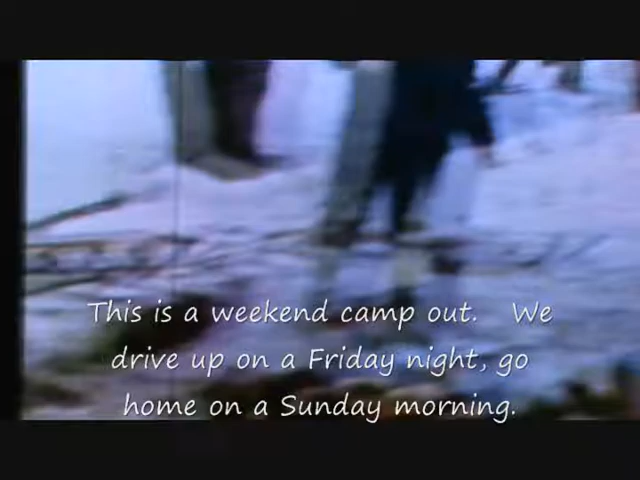 This is a weekend camp out. We
drive up on a Friday night, go
home on a Sunday morning.